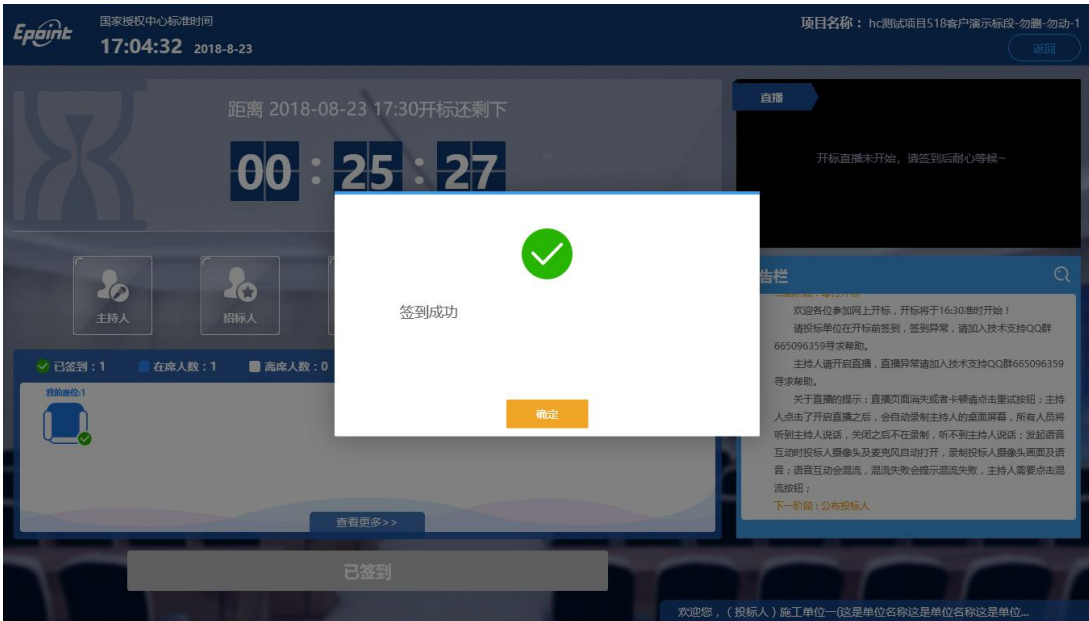 Epoint
国家授权中心标准时间
17:04:32 2018-8-23
项目名称：hc测试项目518客户演示标段-勿删-勿动-1
返回
距离 2018-08-23 17:30开标还剩下
00 : 25 : 27
直播
开标直播未开始，请签到后耐心等候~
签到成功
确定
主持人
招标人
已签到：1 在席人数：1 离席人数：0
我的座位:1
查看更多>>
已签到
告栏
欢迎各位参加网上开标，开标将于16:30准时开始！
请投标单位在开标前签到，签到异常，请加入技术支持QQ群
665096359寻求帮助。
主持人请开启直播，直播异常请加入技术支持QQ群665096359
寻求帮助。
关于直播的提示：直播页面消失或者卡顿请点击重试按钮；主持
人点击了开启直播之后，会自动录制主持人的桌面屏幕，所有人员将
听到主持人说话，关闭之后不在录制，听不到主持人说话；发起语音
互动时投标人摄像头及麦克风自动打开，录制投标人摄像头画面及语
音；语音互动会混流，混流失败会提示混流失败，主持人需要点击混
流按钮；
下一阶段：公布投标人
欢迎您，（投标人）施工单位一(这是单位名称这是单位名称这是单位...